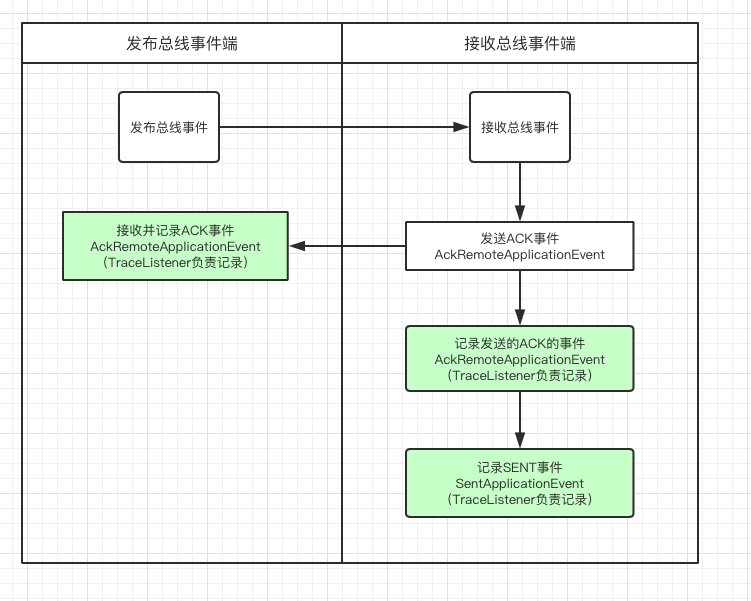 发布总线事件端
接收总线事件端
发布总线事件
接收总线事件
接收并记录ACK事件
AckRemoteApplicationEvent
（TraceListener负责记录）
发送ACK事件
AckRemoteApplicationEvent
记录发送的ACK的事件
AckRemoteApplicationEvent
（TraceListener负责记录）
记录SENT事件
SentApplicationEvent
（TraceListener负责记录）